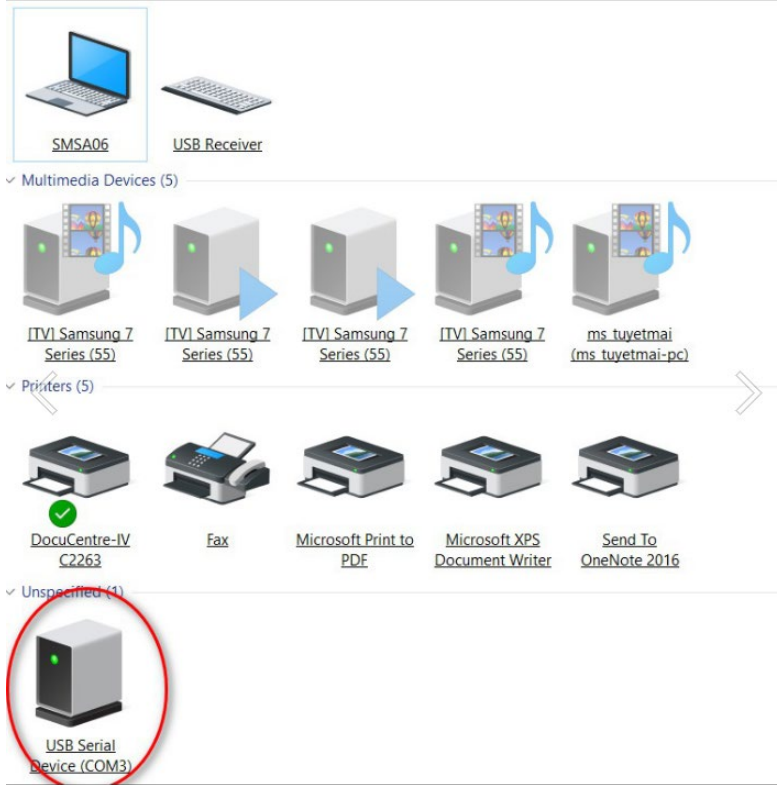 SMSA06
USB Receiver
Multimedia Devices (5)
[TV] Samsung 7
Series (55)
[TV] Samsung 7
Series (55)
[TV] Samsung 7
Series (55)
[TV] Samsung 7
Series (55)
ms_tuyetmai
(ms_tuyetmai-pc)
Printers (5)
DocuCentre-IV
C2263
Fax
Microsoft Print to
PDF
Microsoft XPS
Document Writer
Send To
OneNote 2016
Unspecified (1)
USB Serial
Device (COM3)